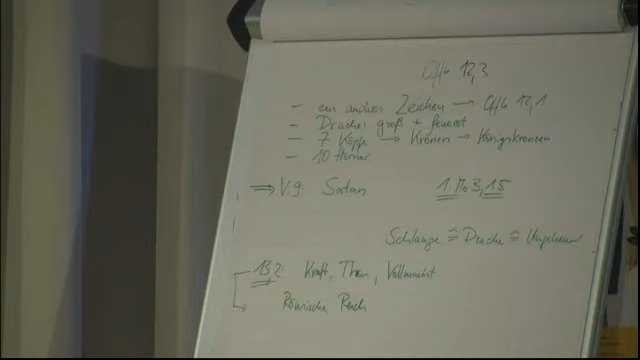 Offb 12,3
– ein anderes Zeichen → Offb 12,1
– Drache: groß + feuerrot
– 7 Köpfe → Kronen → Königskronen
– 10 Hörner
⇒ V. 9: Satan 1. Mo 3, 15
Schlange ≙ Drache ≙ Ungeheuer
13,2: Kraft, Thron, Vollmacht
Römische Reich